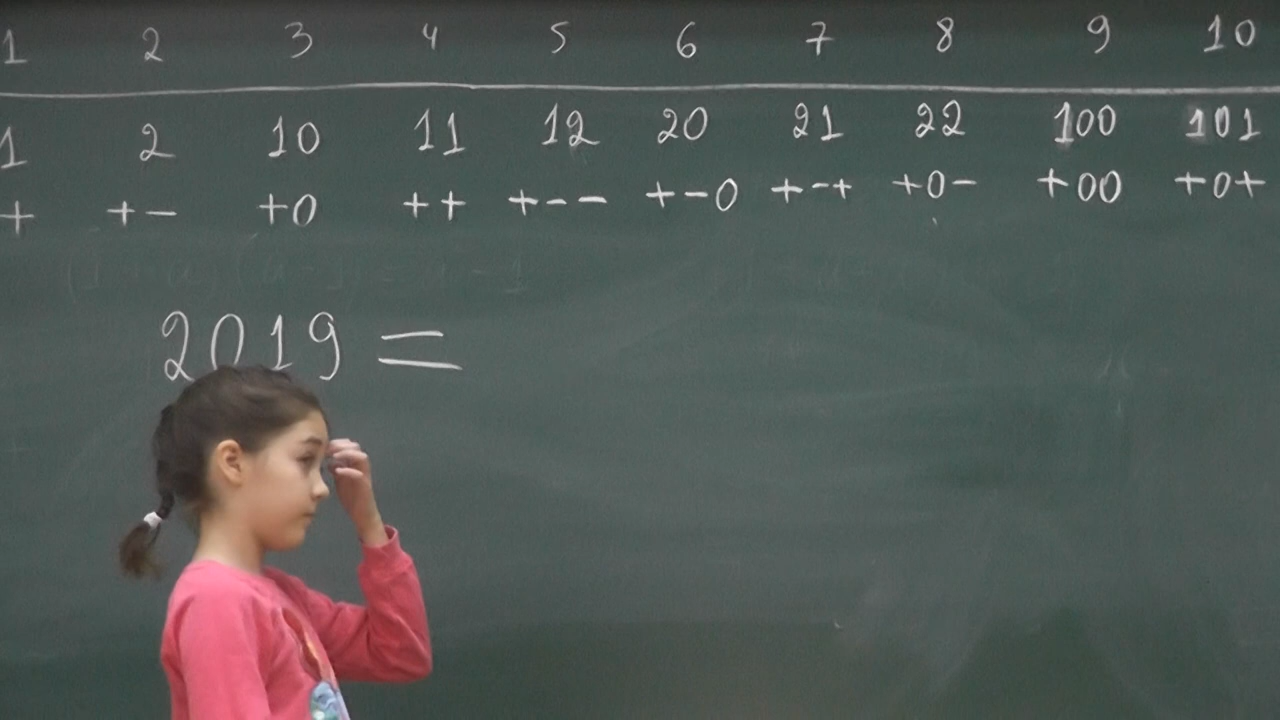 1 2 3 4 5 6 7 8 9 10
1 2 10 11 12 20 21 22 100 101
+ +- +0 ++ +-- +-0 +-+ +0- +00 +0+
2019 =